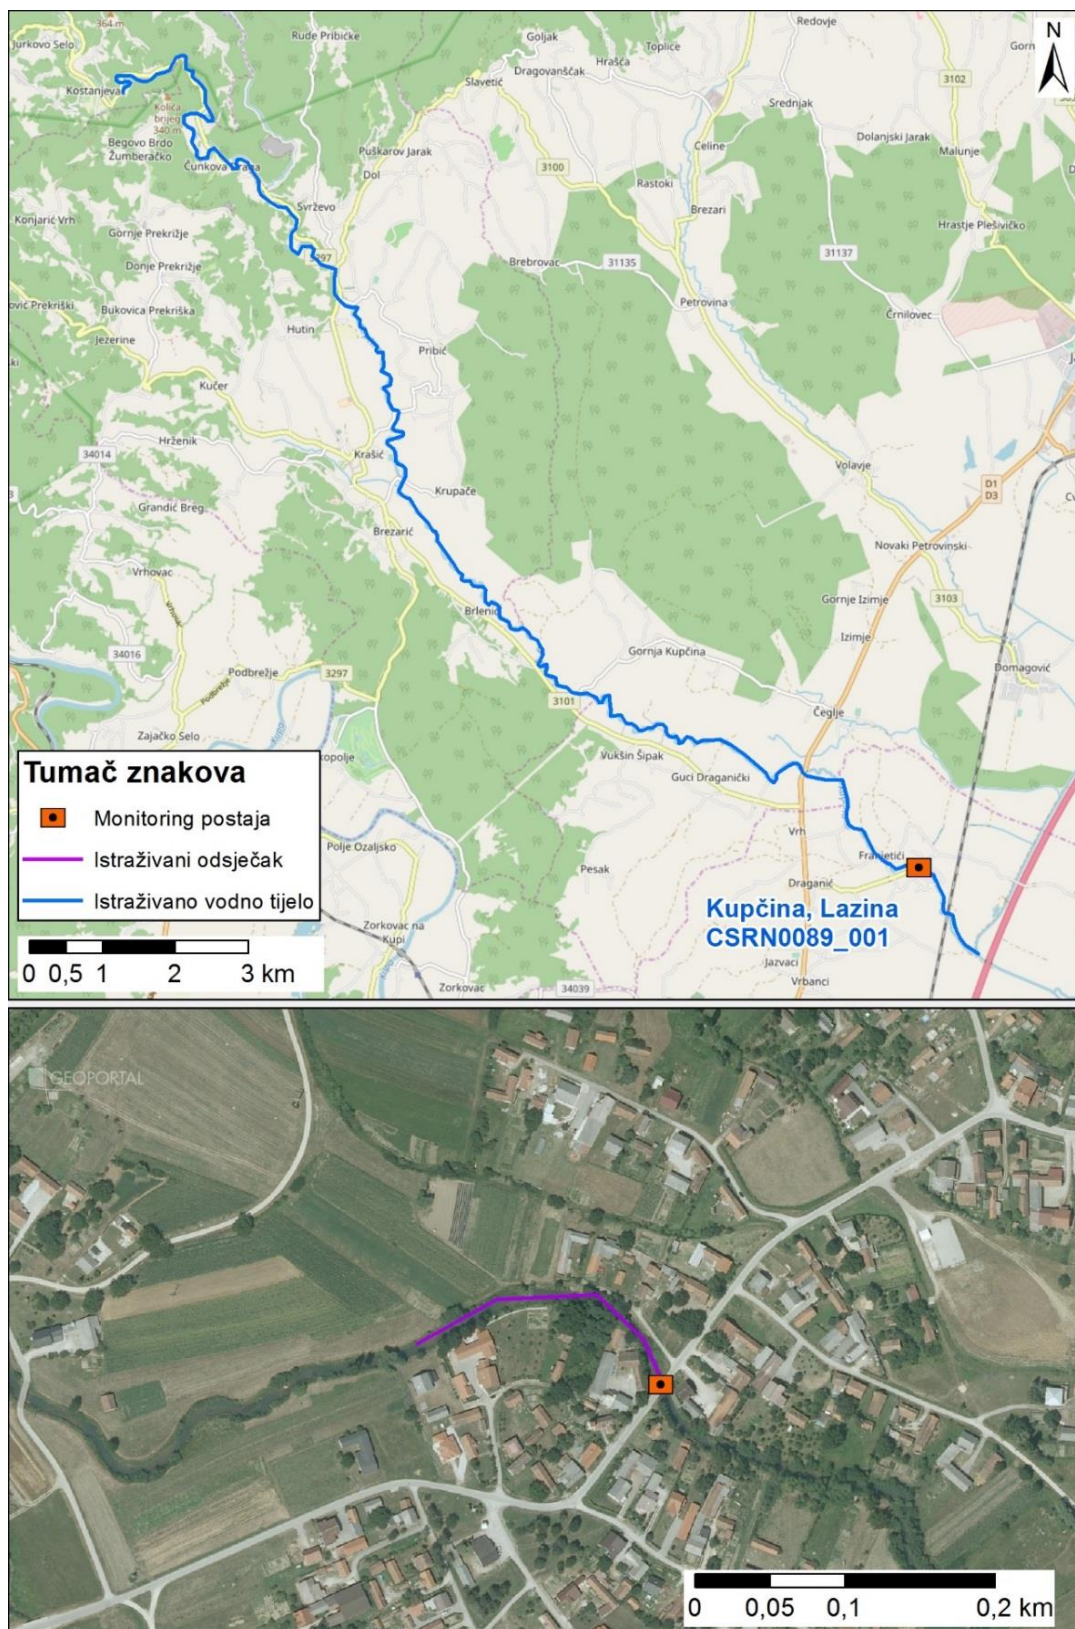 364 m
Jurkovo Selo
Kostanjevac
Kolića
brijeg
340 m
Begovo Brdo
Žumberačko
Čunkova Draga
Rude Pribićke
Goljak
Redovje
Toplice
Hrašća
Dragovanščak
Slavetić
N
3102
Srednjak
Dolanjski Jarak
Malunje
Puškarov Jarak
Dol
3100
Celine
Rastoki
Brezari
Svrževo
Konjarić Vrh
Gornje Prekrižje
Hrastje Plešivičko
Donje Prekrižje
3297
Brebrovac
31135
31137
Bukovica Prekriška
Petrovina
Črnilovec
Jezerine
Hutin
Pribić
Kučer
Hrženik
34014
Krašić
Volavje
Krupače
D1
D3
Grandić Breg
Brezarić
Novaki Petrovinski
Vrhovac
Vrhovac
Brlenić
Gornje Izimje
3103
34016
Izimje
Gornja Kupčina
Podbrežje
Podbrežje
3297
Domagović
3101
Čeglje
Zajačko Selo
Kupa
Vukšin Šipak
Guci Draganički
Tumač znakova
Monitoring postaja
Istraživani odsječak
Istraživano vodno tijelo
0 0,5 1 2 3 km
Polje Ozaljsko
Vrh
Franjetići
Pesak
Draganić
Kupčina, Lazina
CSRN0089_001
Zorkovac na
Kupi
Jazvaci
Vrbanci
Zorkovac
34039
GEOPORTAL
0 0,05 0,1 0,2 km